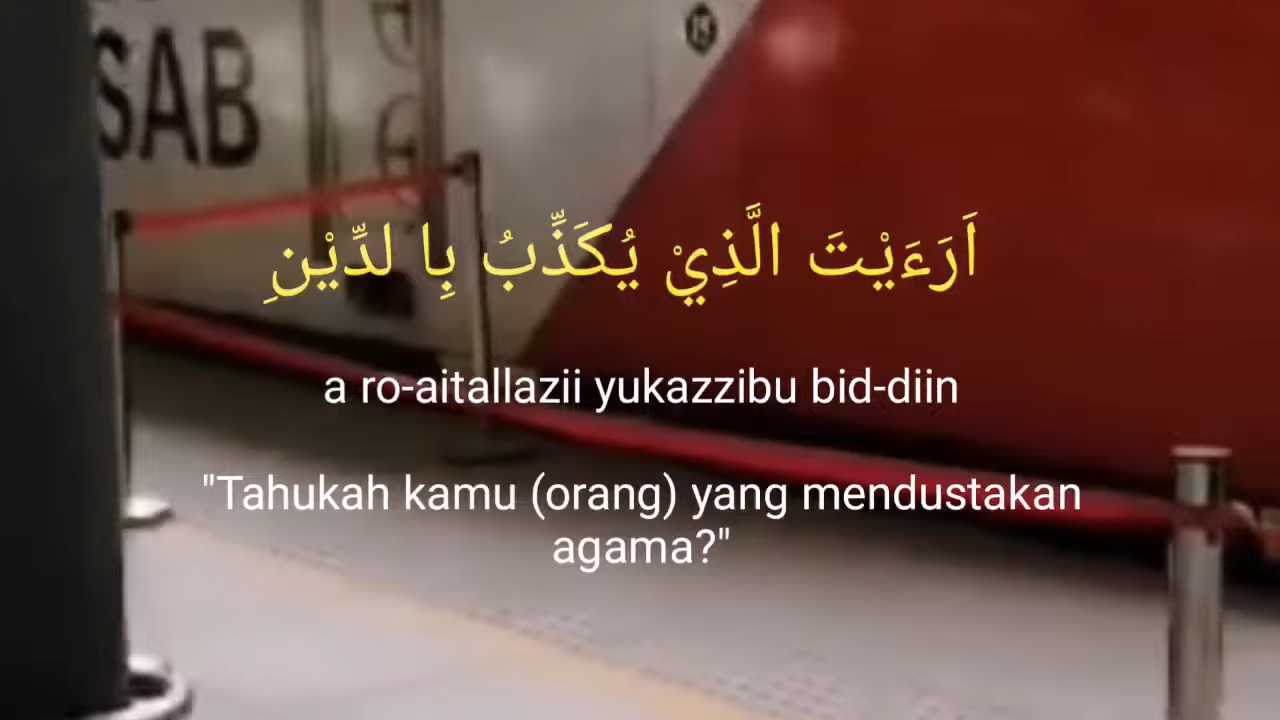 SAB
اَرَءَيْتَ الَّذِيْ يُكَذِّبُ بِا لدِّيْنِ
a ro-aitallazii yukazzibu bid-diin
"Tahukah kamu (orang) yang mendustakan
agama?"